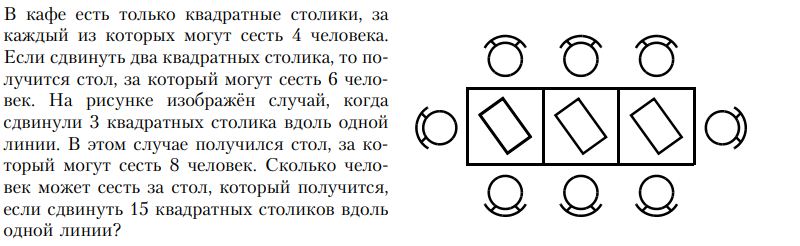 В кафе есть только квадратные столики, за
каждый из которых могут сесть 4 человека.
Если сдвинуть два квадратных столика, то по-
лучится стол, за который могут сесть 6 чело-
век. На рисунке изображён случай, когда
сдвинули 3 квадратных столика вдоль одной
линии. В этом случае получился стол, за ко-
торый могут сесть 8 человек. Сколько чело-
век может сесть за стол, который получится,
если сдвинуть 15 квадратных столиков вдоль
одной линии?